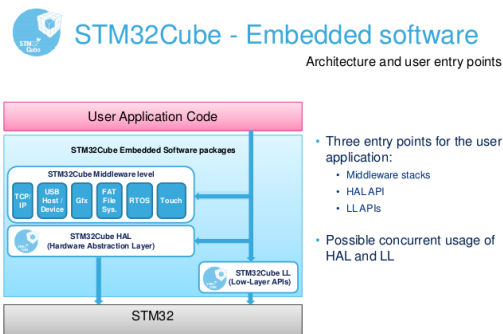 STM32Cube - Embedded software
STM32
Cube
Architecture and user entry points
User Application Code
STM32Cube Embedded Software packages
STM32Cube Middleware level
TCP
IP
USB
Host /
Device
Gfx
FAT
File
Sys.
RTOS
Touch
STM32Cube HAL
(Hardware Abstraction Layer)
STM32Cube LL
(Low-Layer APIs)
STM32
• Three entry points for the user
application:
• Middleware stacks
• HAL API
• LL APIs
• Possible concurrent usage of
HAL and LL